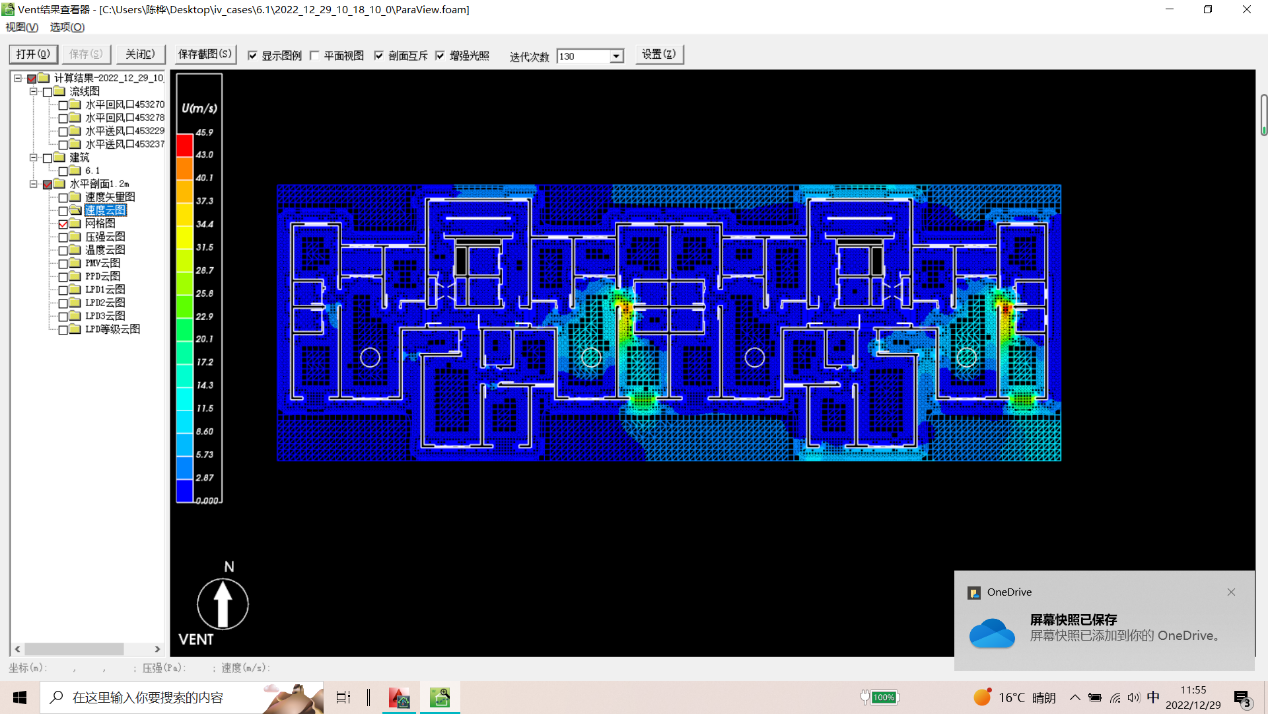 Vent结果查看器 - [C:\Users\陈桦\Desktop\iv_cases\6.1\2022_12_29_10_18_10_0\ParaView.foam]
视图(V) 选项(O)
打开(O) 保存(S) 关闭(C) 保存截图(S) 显示图例 平面视图 剖面互斥 增强光照 迭代次数 130 设置(Z)
计算结果-2022_12_29_10_
流线图
水平回风口453270
水平回风口453278
水平送风口453229
水平送风口453237
建筑
6.1
水平剖面1.2m
速度矢量图
速度云图
网格图
压强云图
温度云图
PMV云图
PPD云图
LPD1云图
LPD2云图
LPD3云图
LPD等级云图
U(m/s)
45.9
43.0
40.1
37.3
34.4
31.5
28.7
25.8
22.9
20.1
17.2
14.3
11.5
8.60
5.73
2.87
0.000
N
VENT
OneDrive
屏幕快照已保存
屏幕快照已添加到你的 OneDrive。
坐标(m): , , ; 压强(Pa): ; 速度(m/s):
在这里输入你要搜索的内容
100%
16°C 晴朗
中
11:55
2022/12/29
3